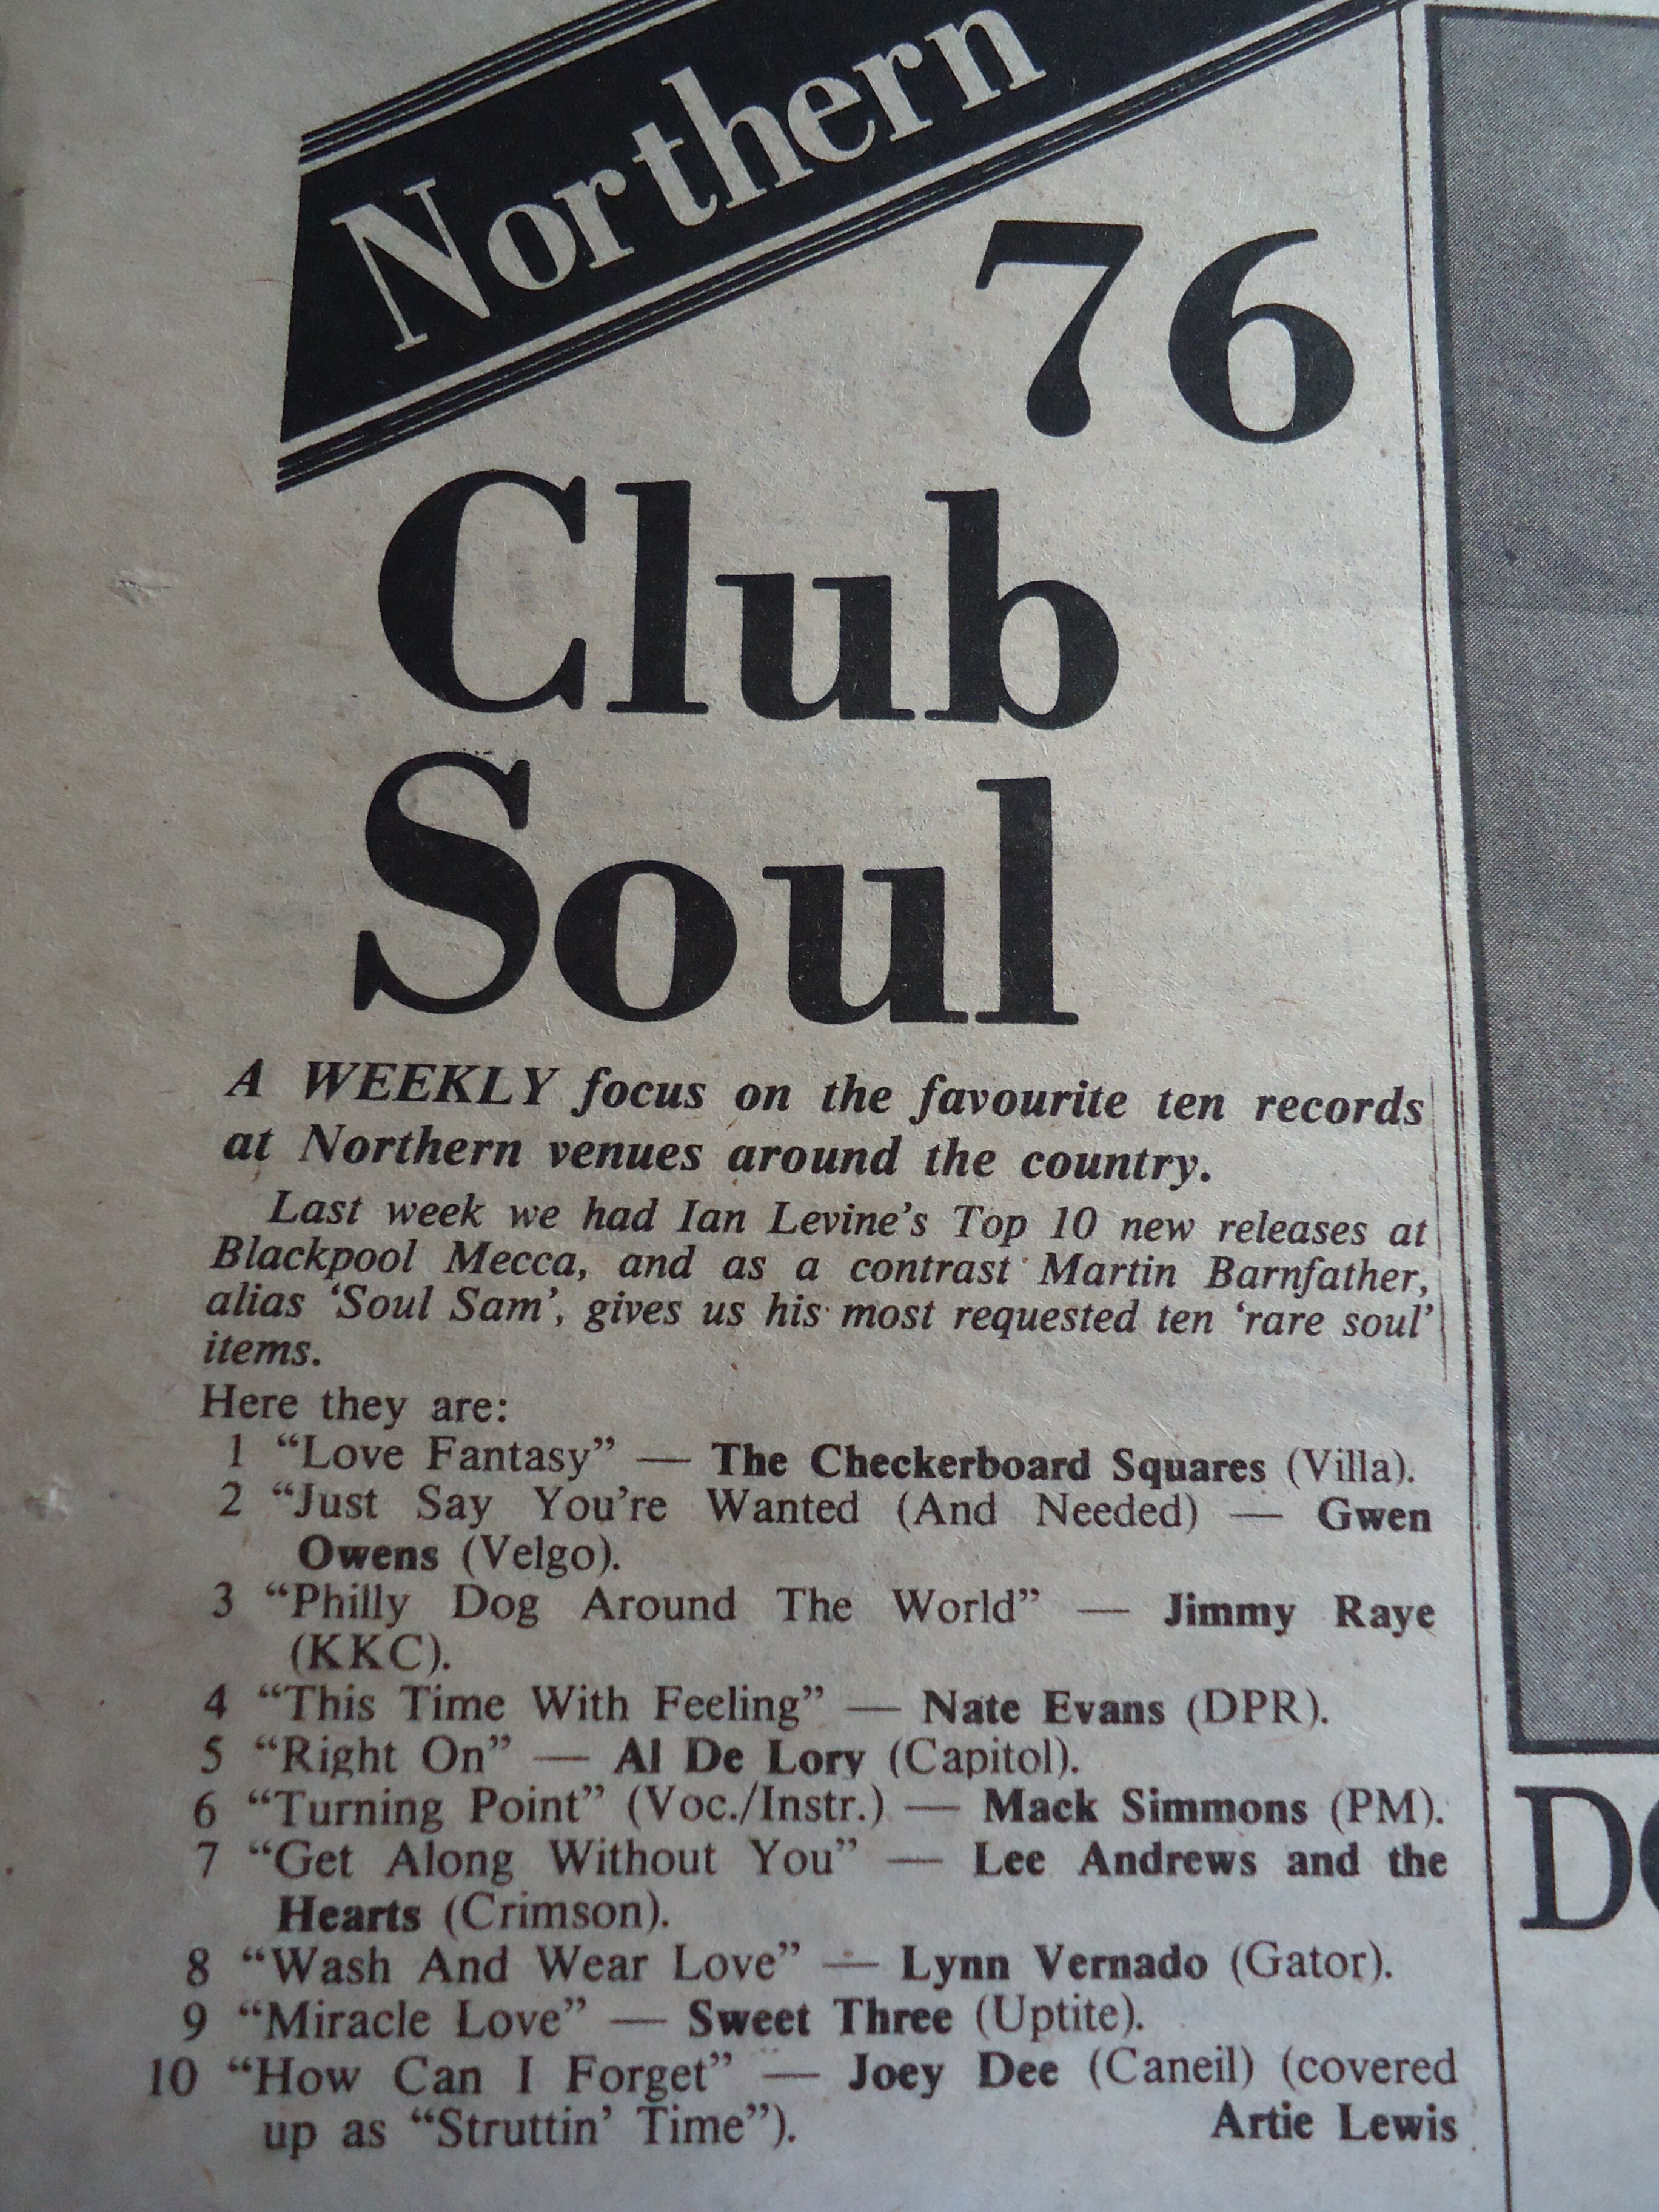 Northern
76
Club
Soul
A WEEKLY focus on the favourite ten records
at Northern venues around the country.
Last week we had Ian Levine's Top 10 new releases at
Blackpool Mecca, and as a contrast Martin Barnfather,
alias ‘Soul Sam’, gives us his most requested ten ‘rare soul’
items.
Here they are:
1 “Love Fantasy” — The Checkerboard Squares (Villa).
2 “Just Say You're Wanted (And Needed) — Gwen
Owens (Velgo).
3 “Philly Dog Around The World” — Jimmy Raye
(KKC).
4 “This Time With Feeling” — Nate Evans (DPR).
5 “Right On” — Al De Lory (Capitol).
6 “Turning Point” (Voc./Instr.) — Mack Simmons (PM).
7 “Get Along Without You” — Lee Andrews and the
Hearts (Crimson).
8 “Wash And Wear Love” — Lynn Vernado (Gator).
9 “Miracle Love” — Sweet Three (Uptite).
10 “How Can I Forget” — Joey Dee (Caneil) (covered
up as “Struttin' Time”). Artie Lewis